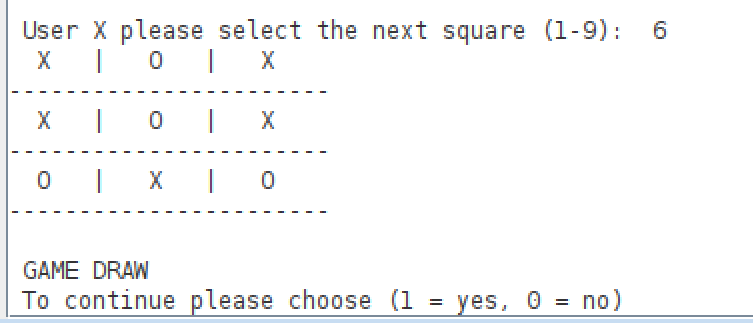 User X please select the next square (1-9):  6
X | O | X
-----------------------
X | O | X
-----------------------
O | X | O
-----------------------
GAME DRAW
To continue please choose (1 = yes, 0 = no)